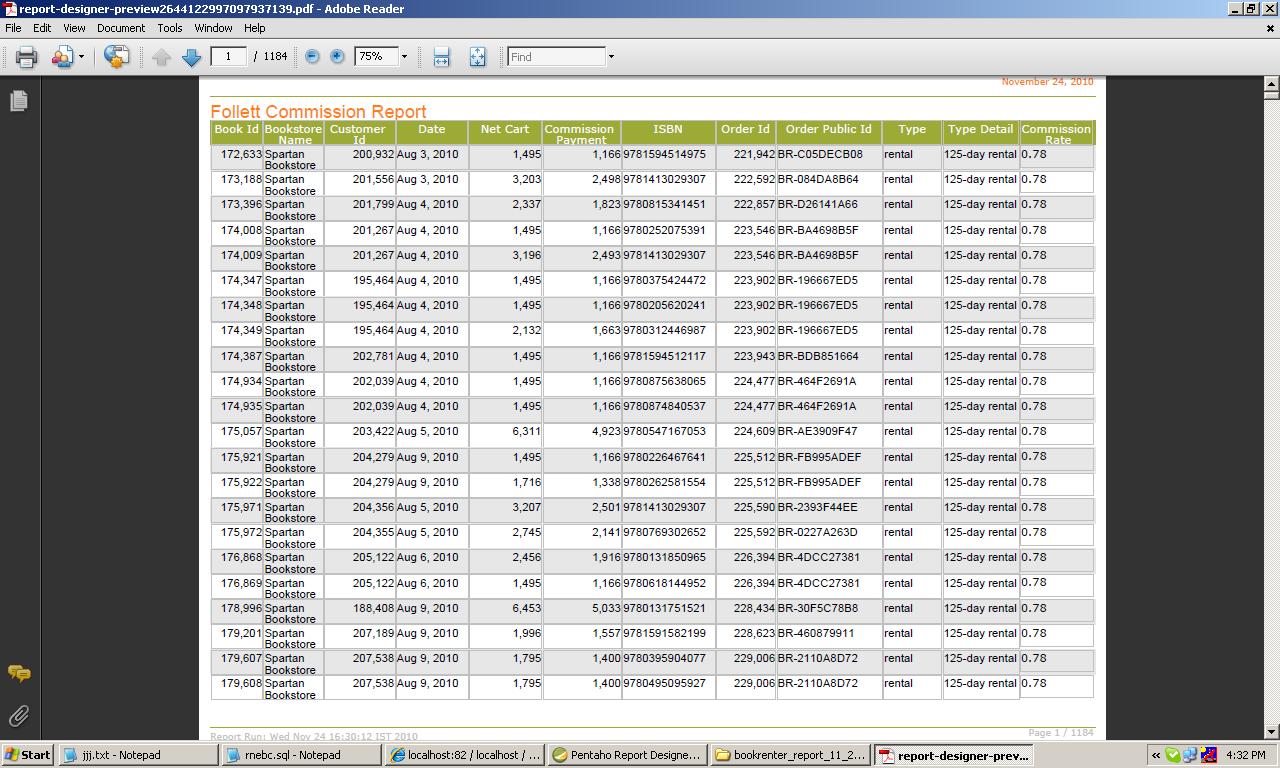 report-designer-preview2644122997097937139.pdf - Adobe Reader
File Edit View Document Tools Window Help
1 / 1184 75% Find
November 24, 2010
Follett Commission Report
Book Id Bookstore Name Customer Id Date Net Cart Commission Payment ISBN Order Id Order Public Id Type Type Detail Commission Rate
172,633 Spartan Bookstore 200,932 Aug 3, 2010 1,495 1,166 9781594514975 221,942 BR-C05DECB08 rental 125-day rental 0.78
173,188 Spartan Bookstore 201,556 Aug 3, 2010 3,203 2,498 9781413029307 222,592 BR-084DA8B64 rental 125-day rental 0.78
173,396 Spartan Bookstore 201,799 Aug 4, 2010 2,337 1,823 9780815341451 222,857 BR-D26141A66 rental 125-day rental 0.78
174,008 Spartan Bookstore 201,267 Aug 4, 2010 1,495 1,166 9780252075391 223,546 BR-BA4698B5F rental 125-day rental 0.78
174,009 Spartan Bookstore 201,267 Aug 4, 2010 3,196 2,493 9781413029307 223,546 BR-BA4698B5F rental 125-day rental 0.78
174,347 Spartan Bookstore 195,464 Aug 4, 2010 1,495 1,166 9780375424472 223,902 BR-196667ED5 rental 125-day rental 0.78
174,348 Spartan Bookstore 195,464 Aug 4, 2010 1,495 1,166 9780205620241 223,902 BR-196667ED5 rental 125-day rental 0.78
174,349 Spartan Bookstore 195,464 Aug 4, 2010 2,132 1,663 9780312446987 223,902 BR-196667ED5 rental 125-day rental 0.78
174,387 Spartan Bookstore 202,781 Aug 4, 2010 1,495 1,166 9781594512117 223,943 BR-BDB851664 rental 125-day rental 0.78
174,934 Spartan Bookstore 202,039 Aug 4, 2010 1,495 1,166 9780875638065 224,477 BR-464F2691A rental 125-day rental 0.78
174,935 Spartan Bookstore 202,039 Aug 4, 2010 1,495 1,166 9780874840537 224,477 BR-464F2691A rental 125-day rental 0.78
175,057 Spartan Bookstore 203,422 Aug 5, 2010 6,311 4,923 9780547167053 224,609 BR-AE3909F47 rental 125-day rental 0.78
175,921 Spartan Bookstore 204,279 Aug 9, 2010 1,495 1,166 9780226467641 225,512 BR-FB995ADEF rental 125-day rental 0.78
175,922 Spartan Bookstore 204,279 Aug 9, 2010 1,716 1,338 9780262581554 225,512 BR-FB995ADEF rental 125-day rental 0.78
175,971 Spartan Bookstore 204,356 Aug 5, 2010 3,207 2,501 9781413029307 225,590 BR-2393F44EE rental 125-day rental 0.78
175,972 Spartan Bookstore 204,355 Aug 5, 2010 2,745 2,141 9780769302652 225,592 BR-0227A263D rental 125-day rental 0.78
176,868 Spartan Bookstore 205,122 Aug 6, 2010 2,456 1,916 9780131850965 226,394 BR-4DCC27381 rental 125-day rental 0.78
176,869 Spartan Bookstore 205,122 Aug 6, 2010 1,495 1,166 9780618144952 226,394 BR-4DCC27381 rental 125-day rental 0.78
178,996 Spartan Bookstore 188,408 Aug 9, 2010 6,453 5,033 9780131751521 228,434 BR-30F5C78B8 rental 125-day rental 0.78
179,201 Spartan Bookstore 207,189 Aug 9, 2010 1,996 1,557 9781591582199 228,623 BR-460879911 rental 125-day rental 0.78
179,607 Spartan Bookstore 207,538 Aug 9, 2010 1,795 1,400 9780395904077 229,006 BR-2110A8D72 rental 125-day rental 0.78
179,608 Spartan Bookstore 207,538 Aug 9, 2010 1,795 1,400 9780495095927 229,006 BR-2110A8D72 rental 125-day rental 0.78
Report Run: Wed Nov 24 16:30:12 IST 2010 Page 1 / 1184
Start jjj.txt - Notepad rnebc.sql - Notepad localhost:82 / localhost / ... Pentaho Report Designe... bookrenter_report_11_2... report-designer-prev... « 4:32 PM